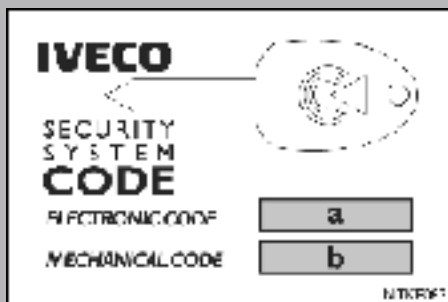 IVECO
SECURITY
SYSTEM
CODE
ELECTRONIC CODE a
MECHANICAL CODE b